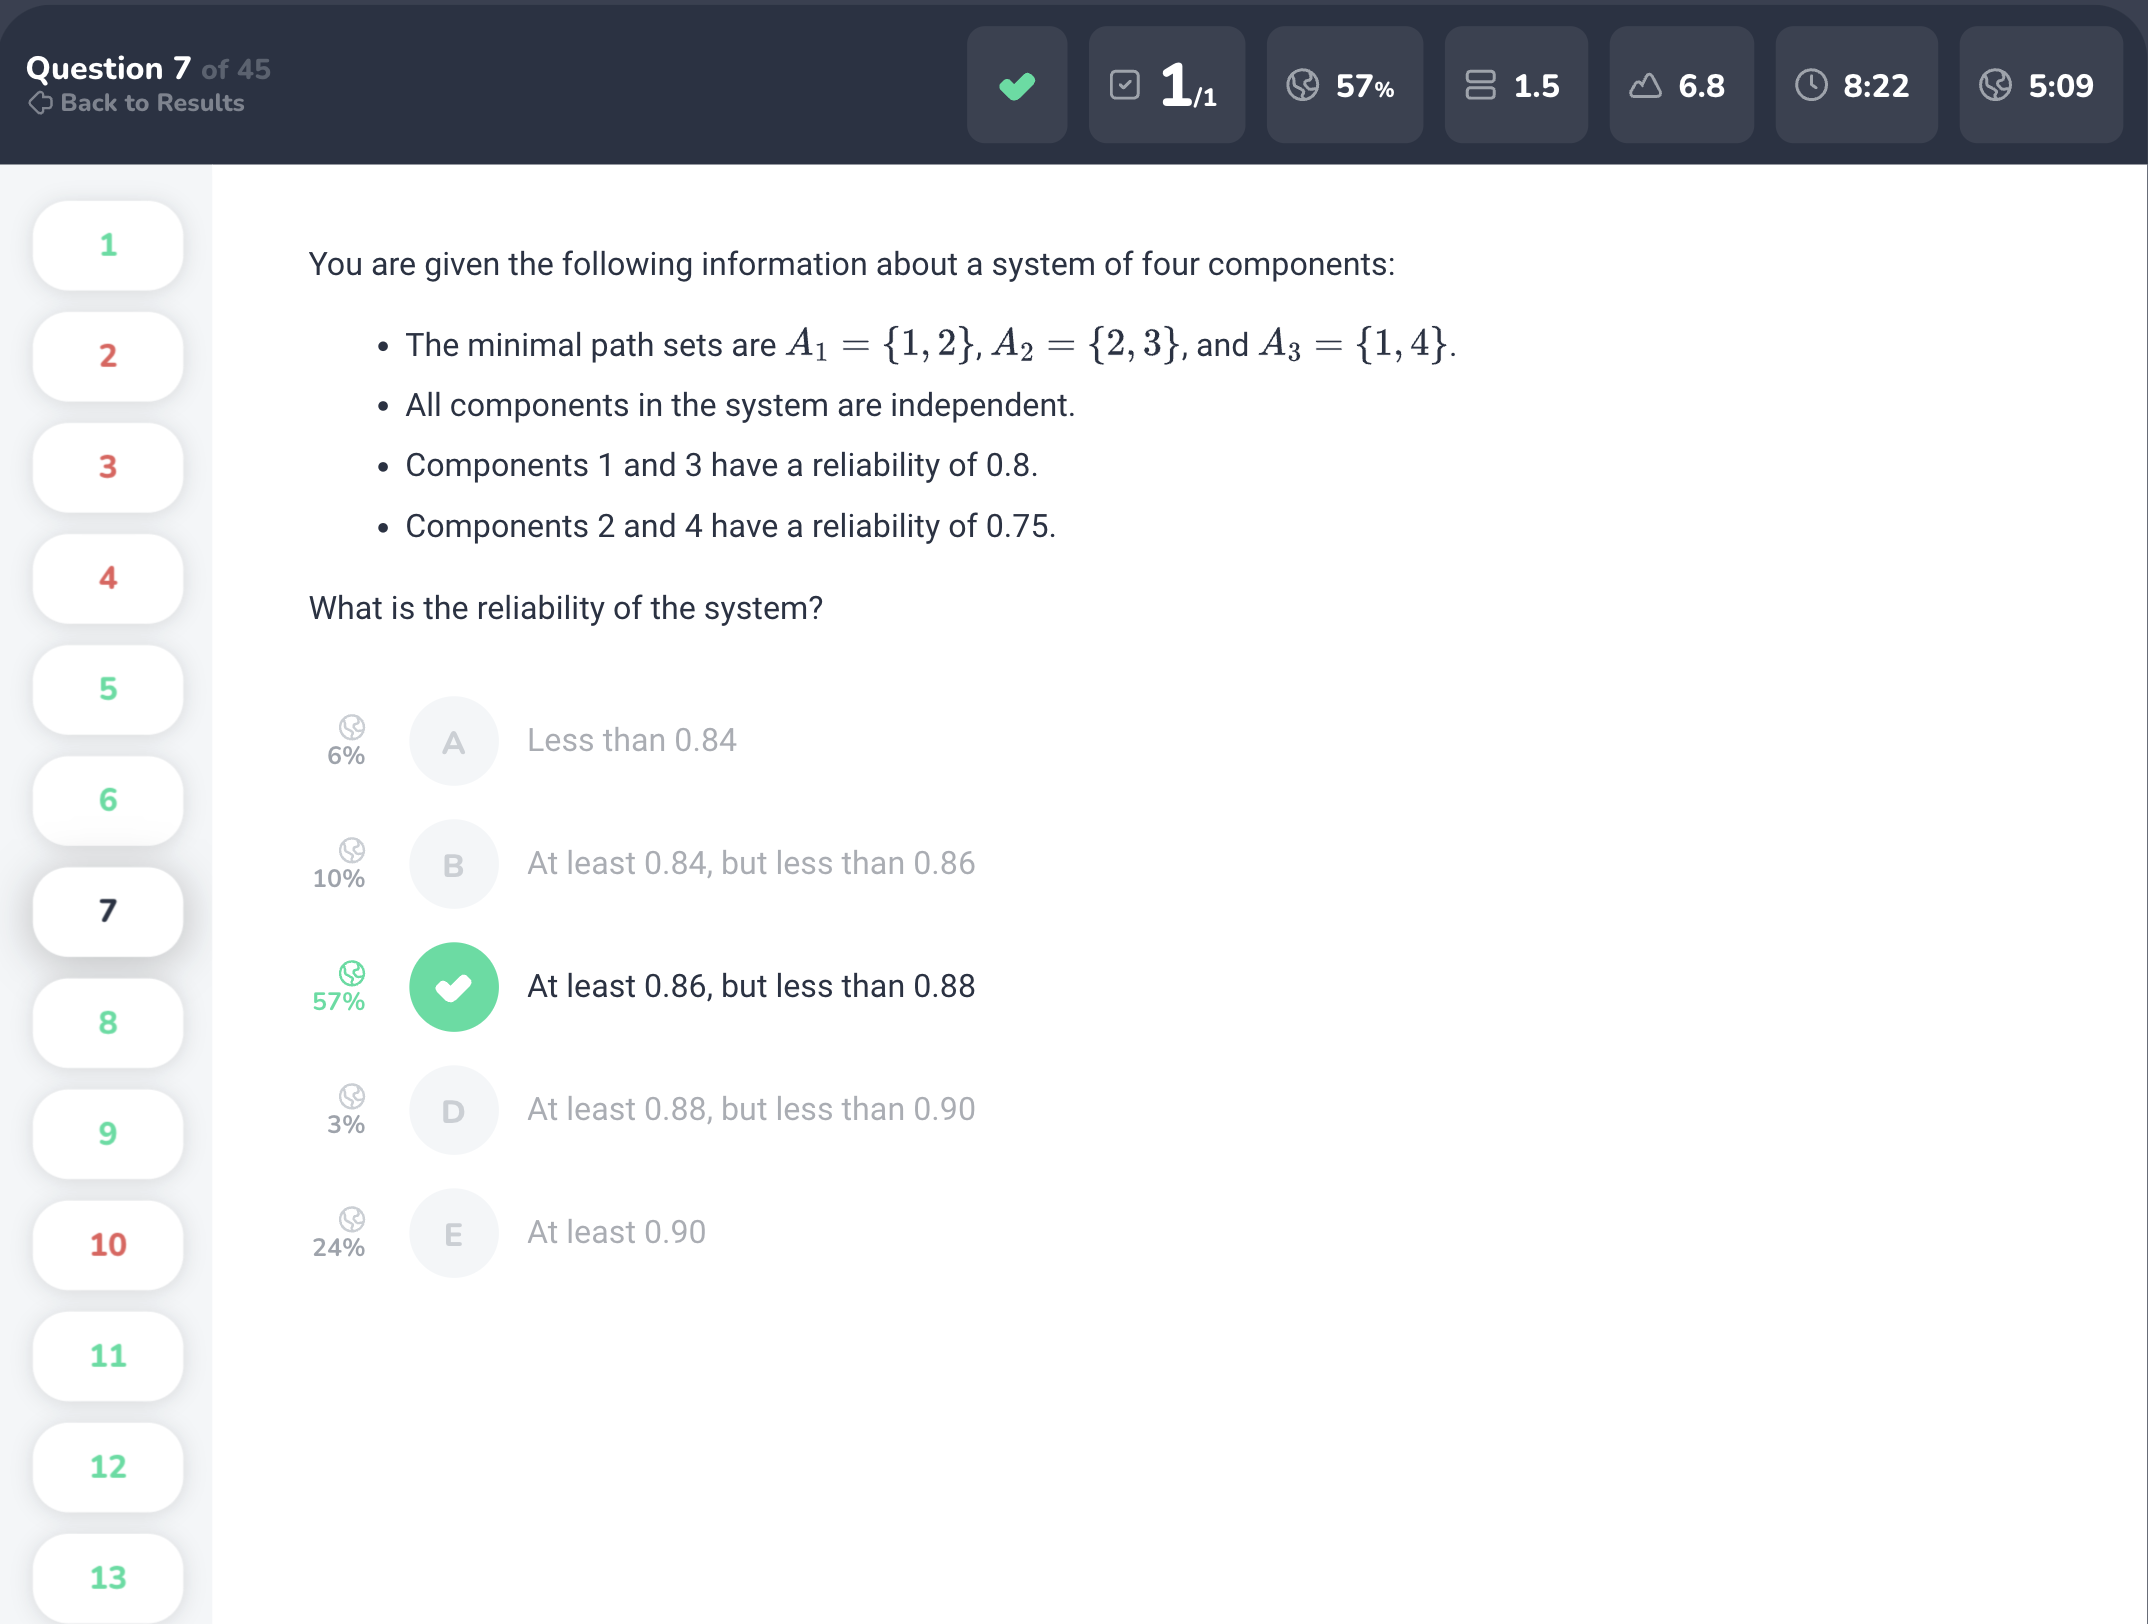 Question 7 of 45
Back to Results
1/1
57%
1.5
6.8
8:22
5:09
1
2
3
4
5
6
7
8
9
10
11
12
13
You are given the following information about a system of four components:
• The minimal path sets are A₁ = {1, 2}, A₂ = {2, 3}, and A₃ = {1, 4}.
• All components in the system are independent.
• Components 1 and 3 have a reliability of 0.8.
• Components 2 and 4 have a reliability of 0.75.
What is the reliability of the system?
6% A Less than 0.84
10% B At least 0.84, but less than 0.86
57% At least 0.86, but less than 0.88
3% D At least 0.88, but less than 0.90
24% E At least 0.90